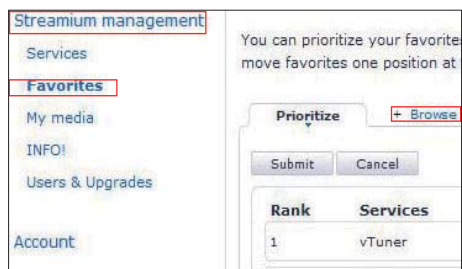 Streamium management
Services
Favorites
My media
INFO!
Users & Upgrades
Account
You can prioritize your favorite
move favorites one position at
Prioritize
+ Browse
Submit
Cancel
Rank Services
1 vTuner